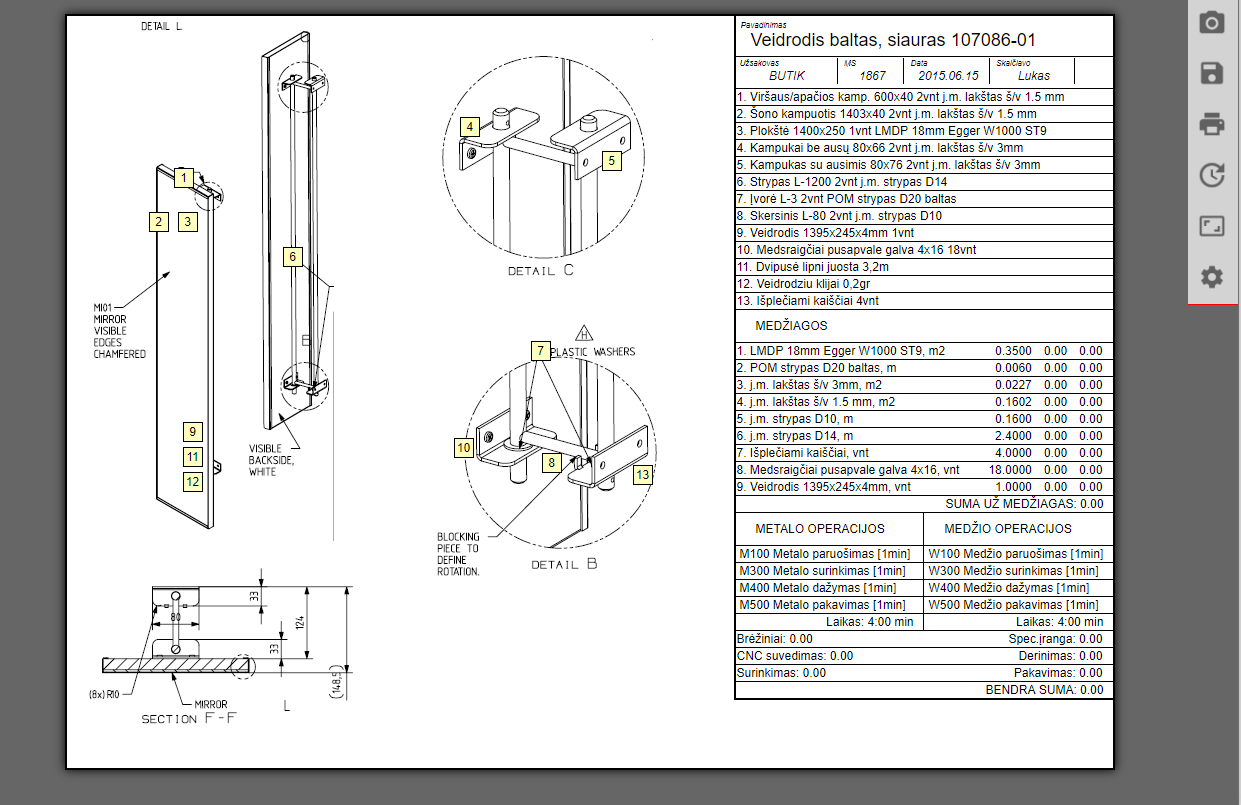 DETAIL L
1
2
3
6
MI01
MIRROR
VISIBLE
EDGES
CHAMFERED
B
9
11
12
VISIBLE
BACKSIDE,
WHITE
4
5
DETAIL C
H
7
PLASTIC WASHERS
10
8
13
BLOCKING
PIECE TO
DEFINE
ROTATION.
DETAIL B
33
80
124
33
(148,5)
(8x) R10
MIRROR
L
SECTION F-F
Pavadinimas
Veidrodis baltas, siauras 107086-01
Užsakovas MS Data Skaičiavo
BUTIK 1867 2015.06.15 Lukas
1. Viršaus/apačios kamp. 600x40 2vnt j.m. lakštas š/v 1.5 mm
2. Šono kampuotis 1403x40 2vnt j.m. lakštas š/v 1.5 mm
3. Plokštė 1400x250 1vnt LMDP 18mm Egger W1000 ST9
4. Kampukai be ausų 80x66 2vnt j.m. lakštas š/v 3mm
5. Kampukas su ausimis 80x76 2vnt j.m. lakštas š/v 3mm
6. Strypas L-1200 2vnt j.m. strypas D14
7. Įvorė L-3 2vnt POM strypas D20 baltas
8. Skersinis L-80 2vnt j.m. strypas D10
9. Veidrodis 1395x245x4mm 1vnt
10. Medsraigčiai pusapvale galva 4x16 18vnt
11. Dvipusė lipni juosta 3,2m
12. Veidrodziu klijai 0,2gr
13. Išplečiami kaiščiai 4vnt
MEDŽIAGOS
1. LMDP 18mm Egger W1000 ST9, m2 0.3500 0.00 0.00
2. POM strypas D20 baltas, m 0.0060 0.00 0.00
3. j.m. lakštas š/v 3mm, m2 0.0227 0.00 0.00
4. j.m. lakštas š/v 1.5 mm, m2 0.1602 0.00 0.00
5. j.m. strypas D10, m 0.1600 0.00 0.00
6. j.m. strypas D14, m 2.4000 0.00 0.00
7. Išplečiami kaiščiai, vnt 4.0000 0.00 0.00
8. Medsraigčiai pusapvale galva 4x16, vnt 18.0000 0.00 0.00
9. Veidrodis 1395x245x4mm, vnt 1.0000 0.00 0.00
SUMA UŽ MEDŽIAGAS: 0.00
METALO OPERACIJOS MEDŽIO OPERACIJOS
M100 Metalo paruošimas [1min] W100 Medžio paruošimas [1min]
M300 Metalo surinkimas [1min] W300 Medžio surinkimas [1min]
M400 Metalo dažymas [1min] W400 Medžio dažymas [1min]
M500 Metalo pakavimas [1min] W500 Medžio pakavimas [1min]
Laikas: 4:00 min Laikas: 4:00 min
Brėžiniai: 0.00 Spec.įranga: 0.00
CNC suvedimas: 0.00 Derinimas: 0.00
Surinkimas: 0.00 Pakavimas: 0.00
BENDRA SUMA: 0.00